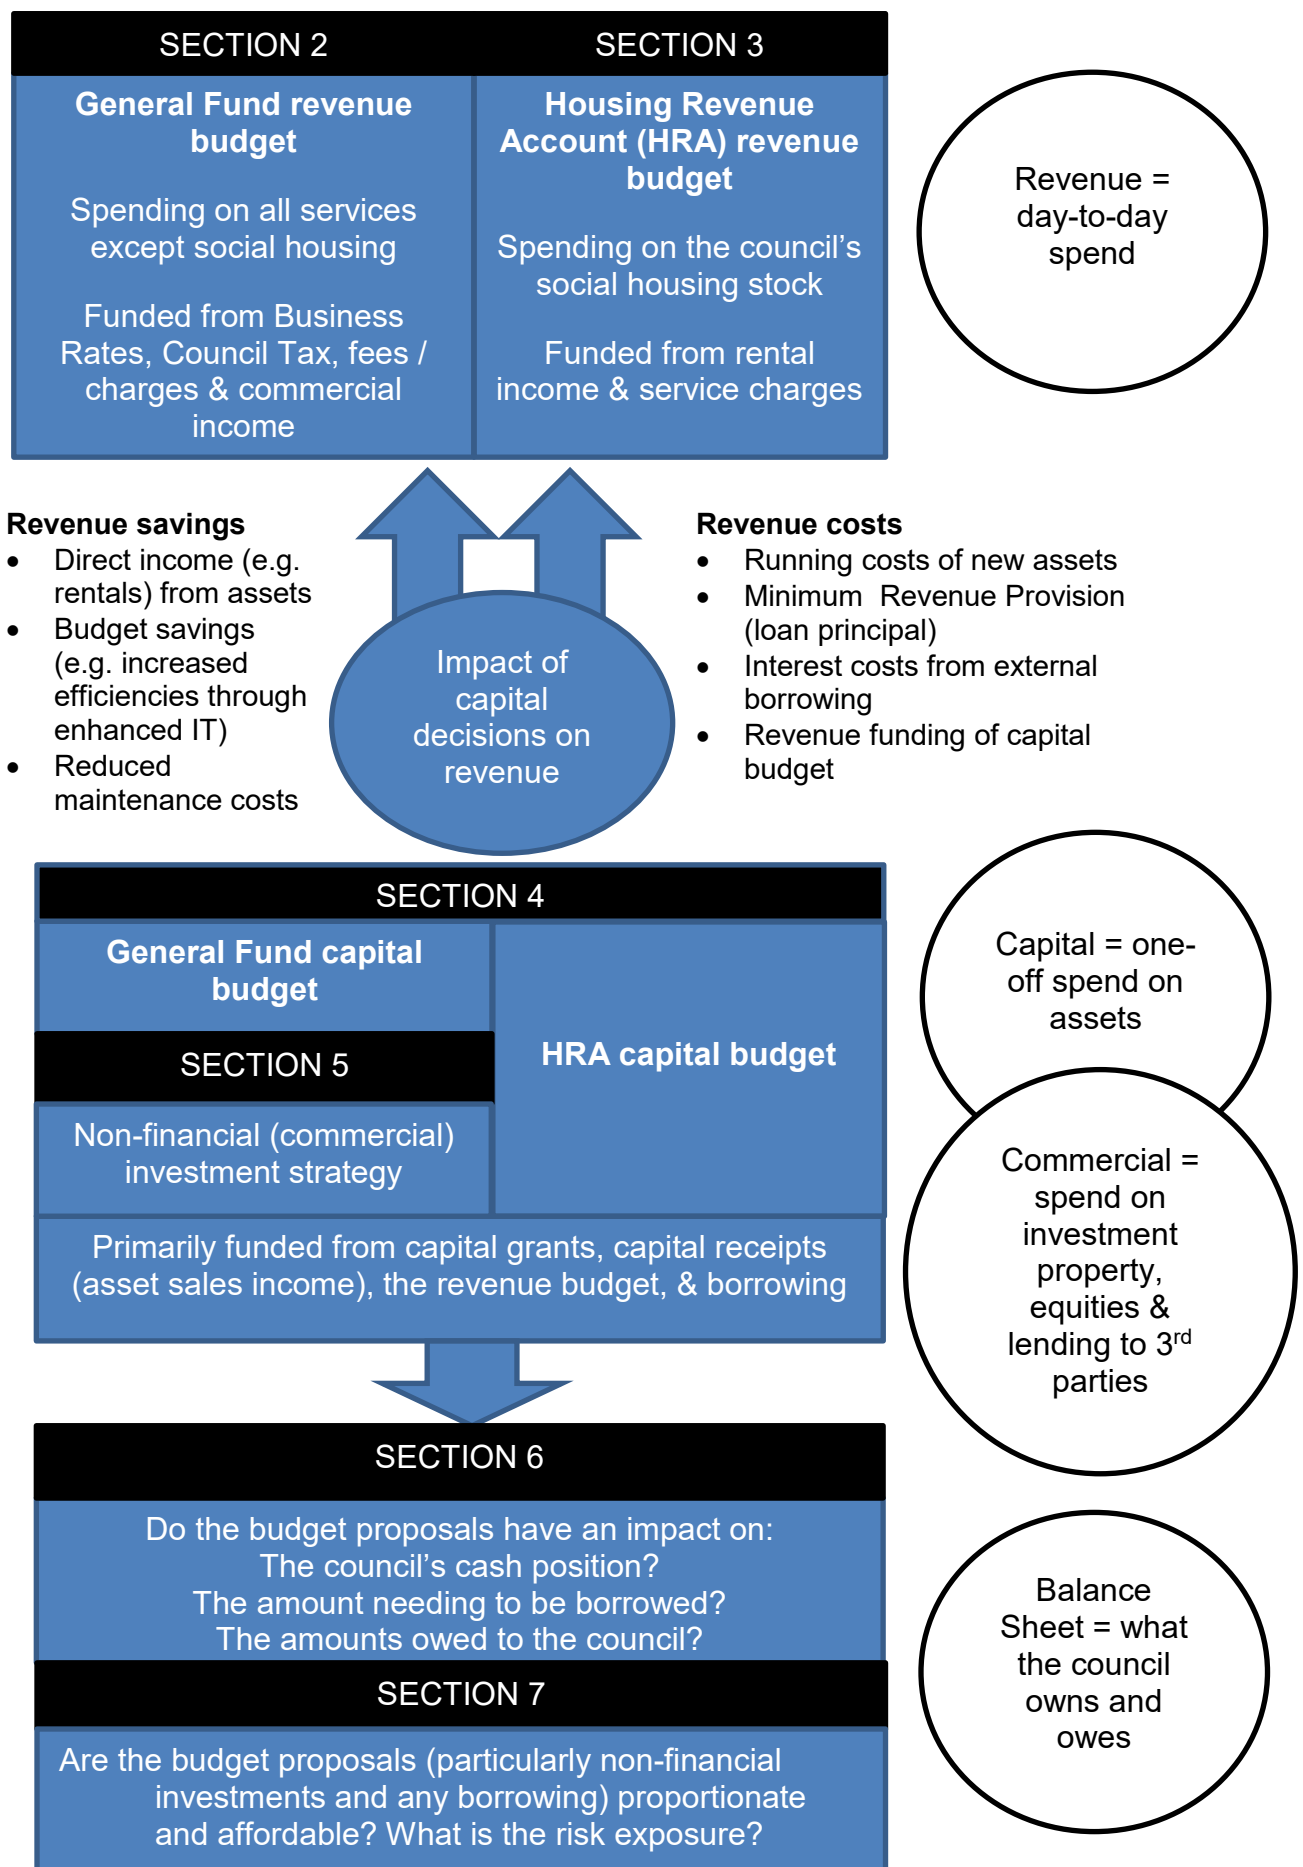 SECTION 2
SECTION 3
General Fund revenue
budget
Spending on all services
except social housing
Funded from Business
Rates, Council Tax, fees /
charges & commercial
income
Housing Revenue
Account (HRA) revenue
budget
Spending on the council’s
social housing stock
Funded from rental
income & service charges
Revenue =
day-to-day
spend
Revenue savings
• Direct income (e.g.
rentals) from assets
• Budget savings
(e.g. increased
efficiencies through
enhanced IT)
• Reduced
maintenance costs
Impact of
capital
decisions on
revenue
Revenue costs
• Running costs of new assets
• Minimum  Revenue Provision
(loan principal)
• Interest costs from external
borrowing
• Revenue funding of capital
budget
SECTION 4
General Fund capital
budget
SECTION 5
Non-financial (commercial)
investment strategy
HRA capital budget
Primarily funded from capital grants, capital receipts
(asset sales income), the revenue budget, & borrowing
Capital = one-
off spend on
assets
Commercial =
spend on
investment
property,
equities &
lending to 3rd
parties
SECTION 6
Do the budget proposals have an impact on:
The council’s cash position?
The amount needing to be borrowed?
The amounts owed to the council?
SECTION 7
Are the budget proposals (particularly non-financial
investments and any borrowing) proportionate
and affordable? What is the risk exposure?
Balance
Sheet = what
the council
owns and
owes